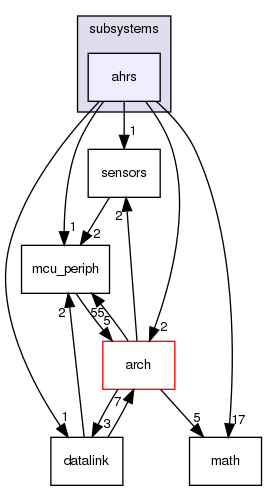 subsystems
ahrs
1
sensors
2
2
1
mcu_periph
2
55
5
2
arch
7
3
5
1
17
datalink
math